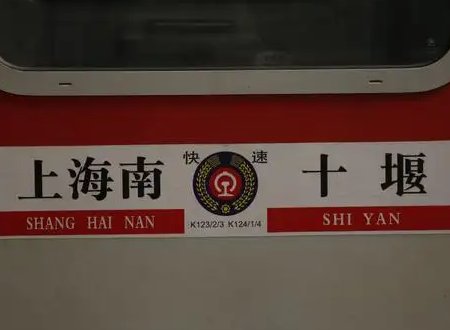 快速
上海南 十堰
SHANG HAI NAN SHI YAN
K123/2/3 K124/1/4